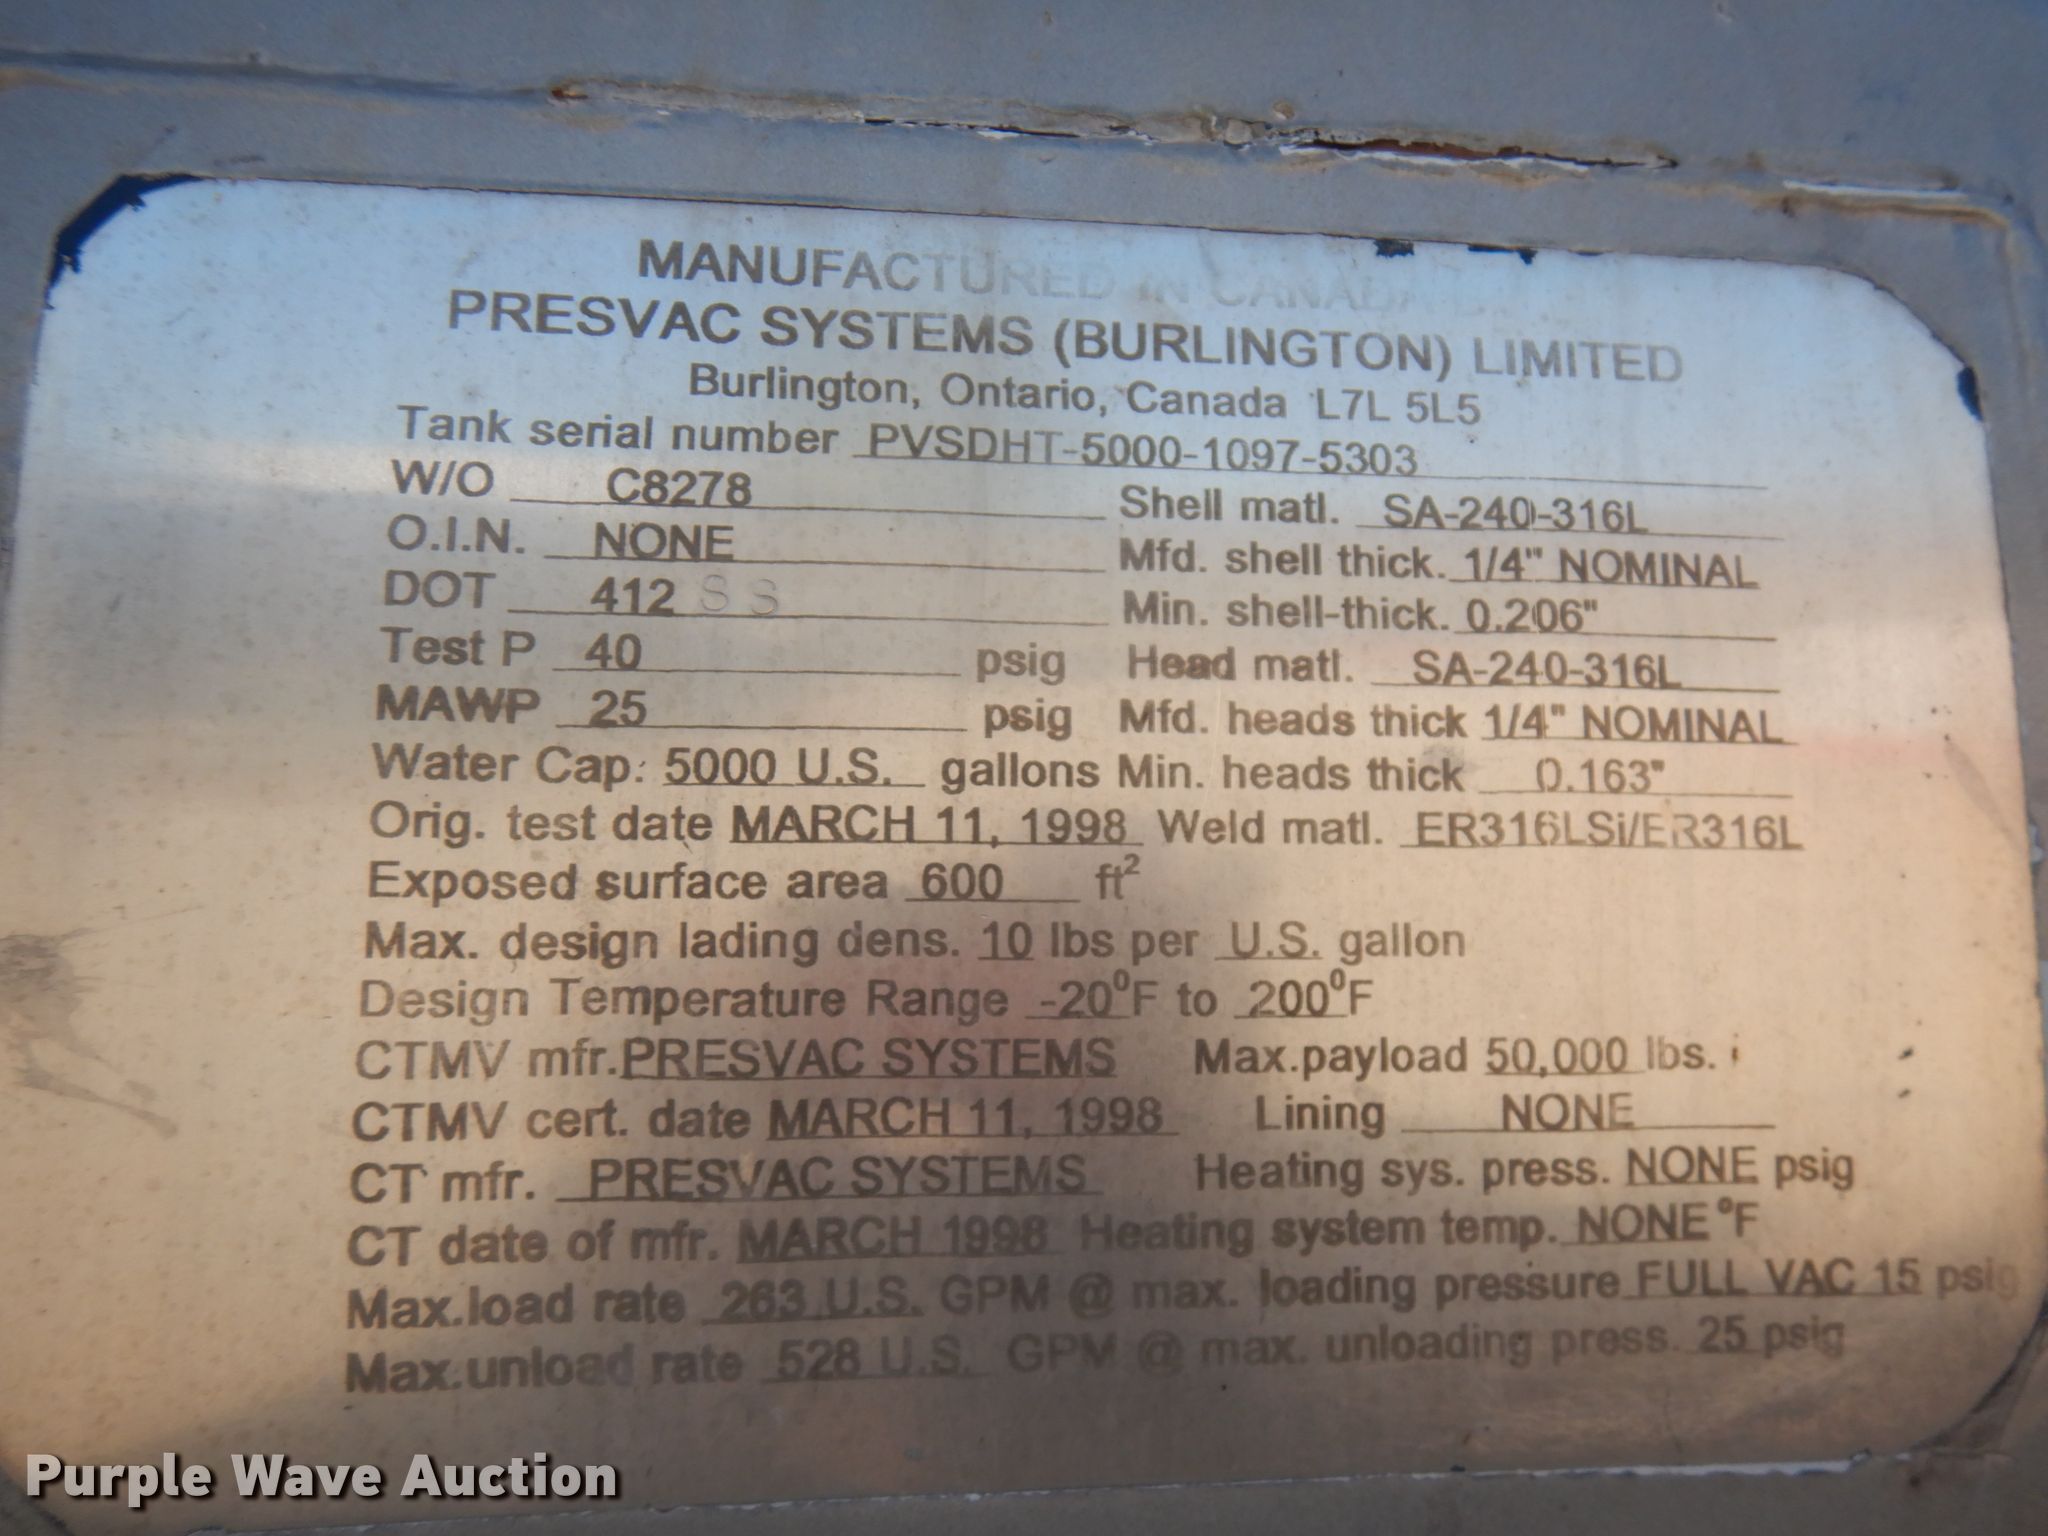 MANUFACTURED IN CANADA
PRESVAC SYSTEMS (BURLINGTON) LIMITED
Burlington, Ontario, Canada L7L 5L5
Tank serial number PVSDHT-5000-1097-5303
W/O C8278 Shell matl. SA-240-316L
O.I.N. NONE Mfd. shell thick. 1/4" NOMINAL
DOT 412 SS Min. shell-thick. 0.206"
Test P 40 psig Head matl. SA-240-316L
MAWP 25 psig Mfd. heads thick 1/4" NOMINAL
Water Cap. 5000 U.S. gallons Min. heads thick 0.163"
Orig. test date MARCH 11, 1998 Weld matl. ER316LSi/ER316L
Exposed surface area 600 ft²
Max. design lading dens. 10 lbs per U.S. gallon
Design Temperature Range -20⁰F to 200⁰F
CTMV mfr. PRESVAC SYSTEMS Max.payload 50,000 lbs.
CTMV cert. date MARCH 11, 1998 Lining NONE
CT mfr. PRESVAC SYSTEMS Heating sys. press. NONE psig
CT date of mfr. MARCH 1998 Heating system temp. NONE °F
Max.load rate 263 U.S. GPM @ max. loading pressure FULL VAC 15 psig
Max.unload rate 528 U.S. GPM @ max. unloading press. 25 psig
Purple Wave Auction